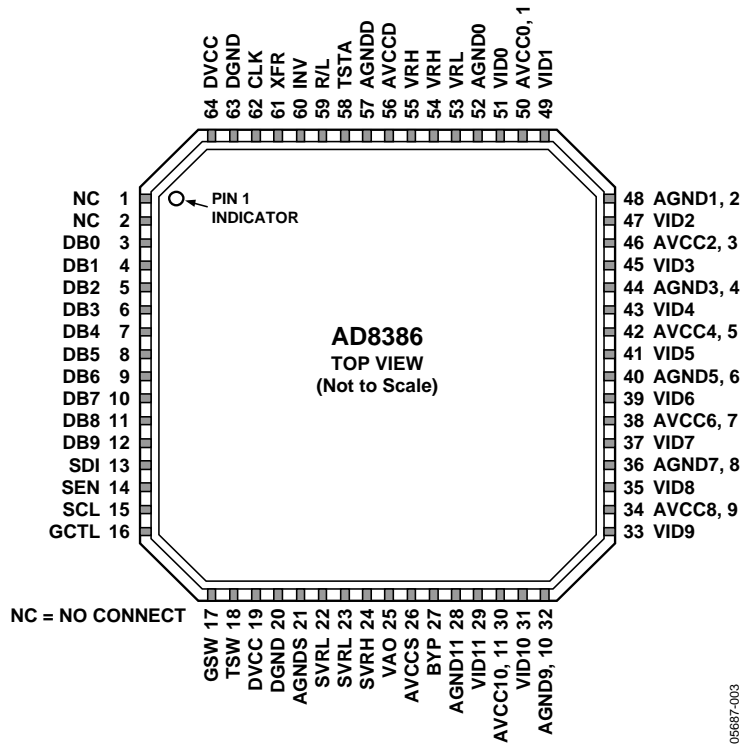 64 DVCC
63 DGND
62 CLK
61 XFR
60 INV
59 R/L
58 TSTA
57 AGNDD
56 AVCCD
55 VRH
54 VRH
53 VRL
52 AGND0
51 VID0
50 AVCC0, 1
49 VID1
NC 1
NC 2
DB0 3
DB1 4
DB2 5
DB3 6
DB4 7
DB5 8
DB6 9
DB7 10
DB8 11
DB9 12
SDI 13
SEN 14
SCL 15
GCTL 16
PIN 1
INDICATOR
AD8386
TOP VIEW
(Not to Scale)
48 AGND1, 2
47 VID2
46 AVCC2, 3
45 VID3
44 AGND3, 4
43 VID4
42 AVCC4, 5
41 VID5
40 AGND5, 6
39 VID6
38 AVCC6, 7
37 VID7
36 AGND7, 8
35 VID8
34 AVCC8, 9
33 VID9
NC = NO CONNECT
GSW 17
TSW 18
DVCC 19
DGND 20
AGNDS 21
SVRL 22
SVRL 23
SVRH 24
VAO 25
AVCCS 26
BYP 27
AGND11 28
VID11 29
AVCC10, 11 30
VID10 31
AGND9, 10 32
05687-003